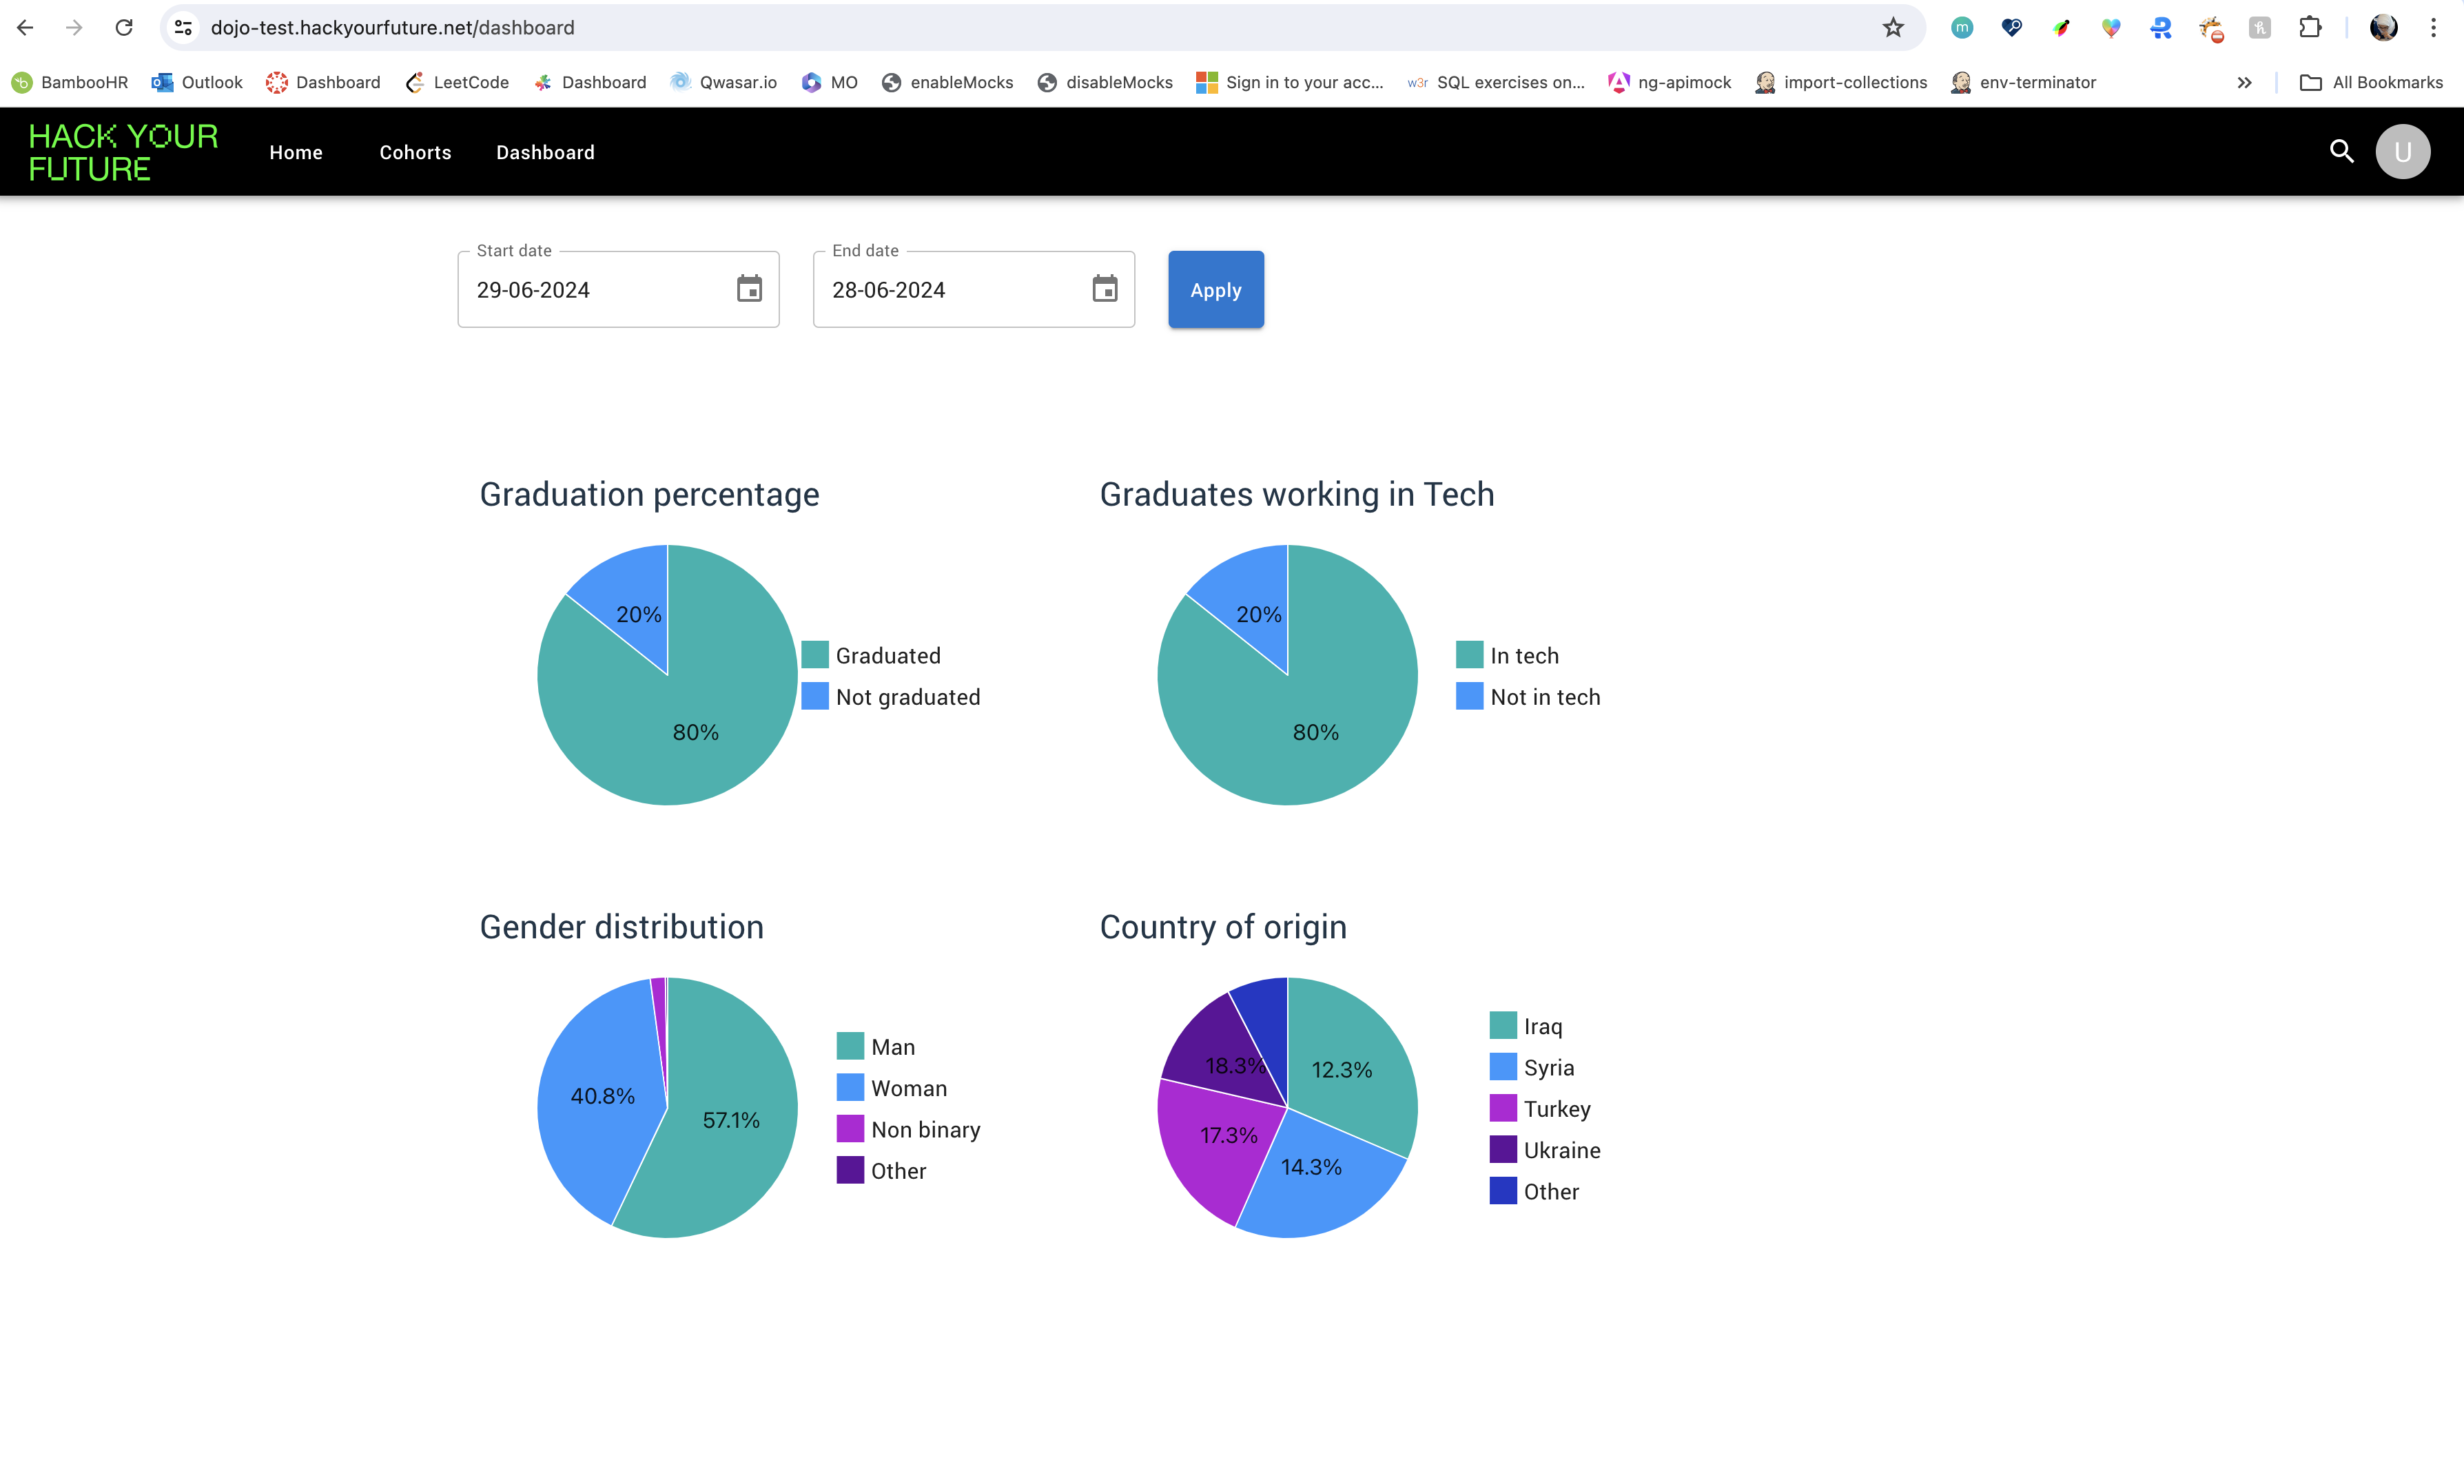 dojo-test.hackyourfuture.net/dashboard
m
BambooHR Outlook Dashboard LeetCode Dashboard Qwasar.io MO enableMocks disableMocks Sign in to your acc... w3r SQL exercises on... ng-apimock import-collections env-terminator All Bookmarks
HACK YOUR
FUTURE
Home Cohorts Dashboard
U
Start date
29-06-2024
End date
28-06-2024
Apply
Graduation percentage
20%
80%
Graduated
Not graduated
Graduates working in Tech
20%
80%
In tech
Not in tech
Gender distribution
40.8%
57.1%
Man
Woman
Non binary
Other
Country of origin
18.3%
12.3%
17.3%
14.3%
Iraq
Syria
Turkey
Ukraine
Other